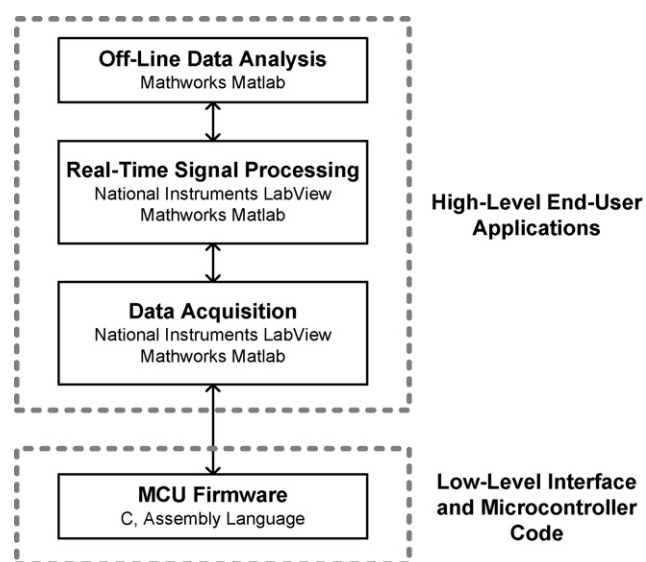 Off-Line Data Analysis
Mathworks Matlab
Real-Time Signal Processing
National Instruments LabView
Mathworks Matlab
Data Acquisition
National Instruments LabView
Mathworks Matlab
High-Level End-User
Applications
MCU Firmware
C, Assembly Language
Low-Level Interface
and Microcontroller
Code